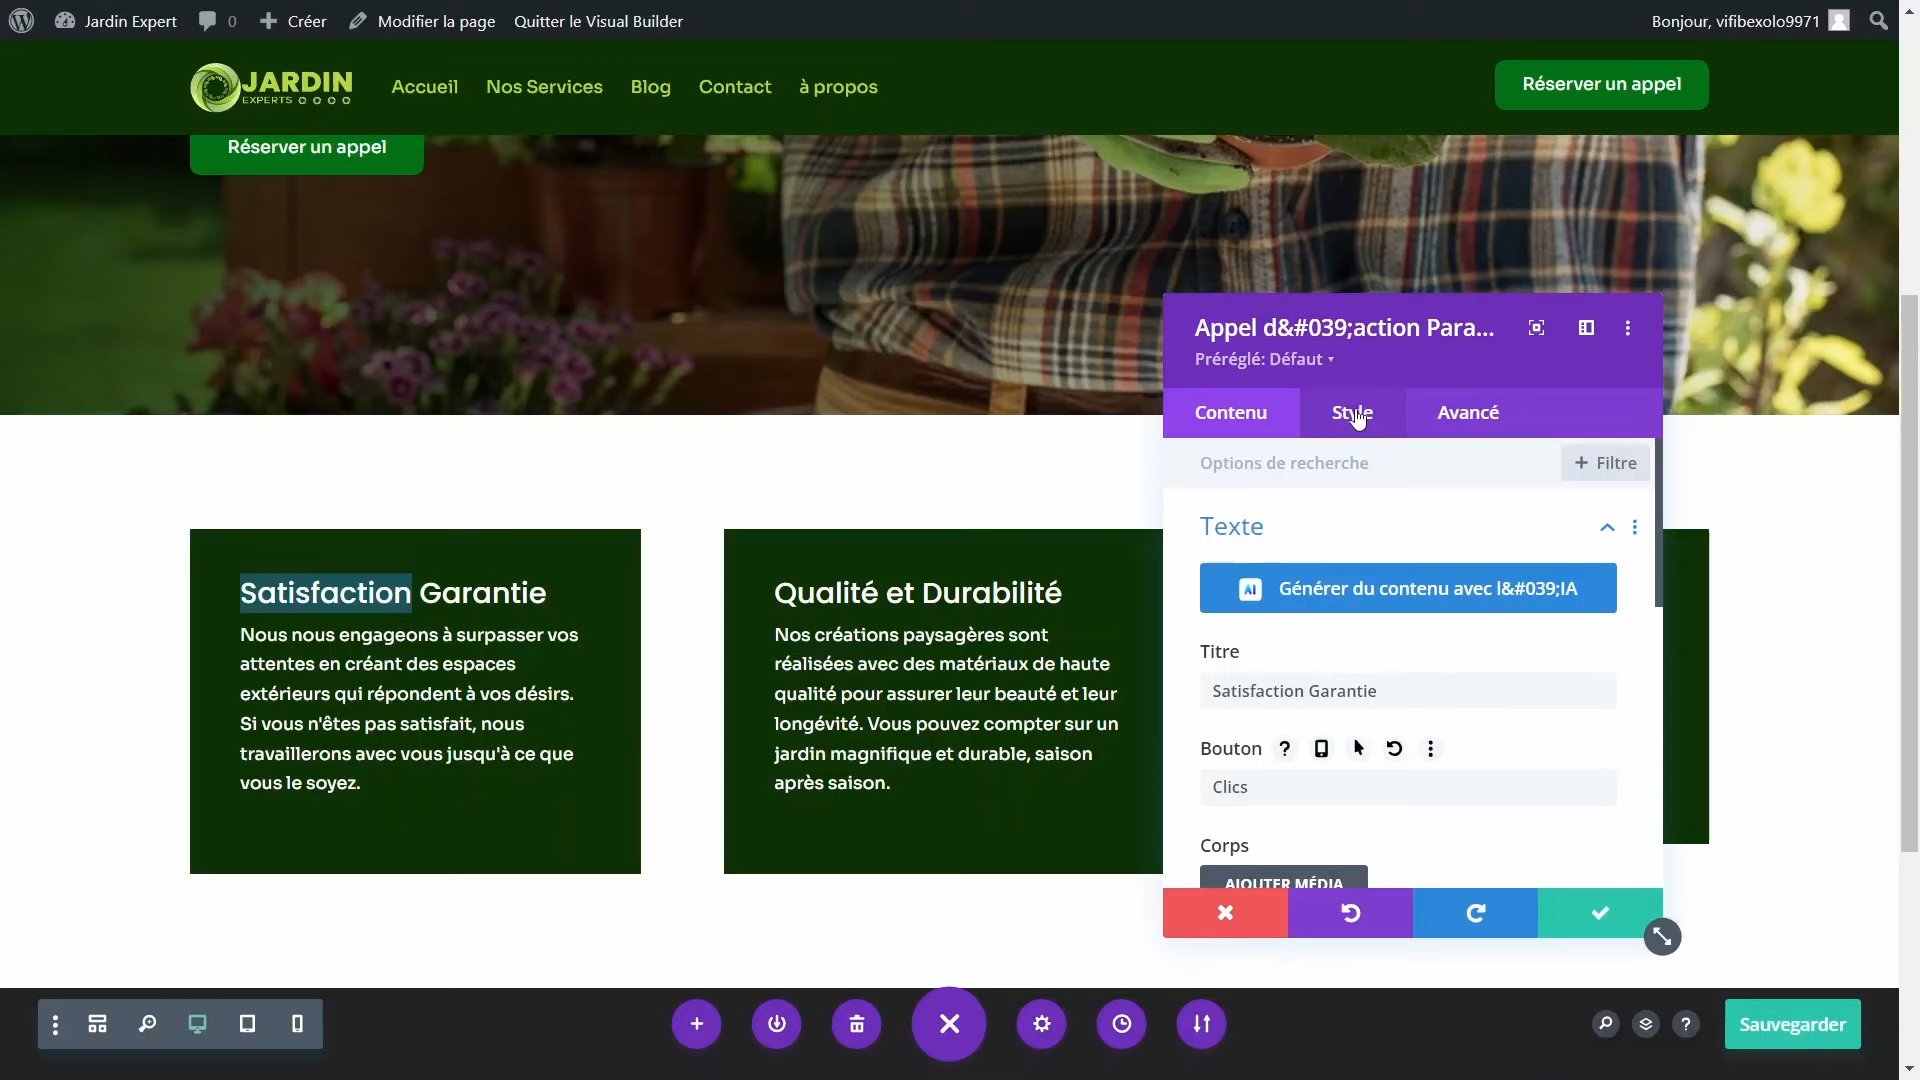 Jardin Expert
0
Créer
Modifier la page
Quitter le Visual Builder
Bonjour, vifibexolo9971
JARDIN
EXPERTS
Accueil
Nos Services
Blog
Contact
à propos
Réserver un appel
Réserver un appel
Appel d&#039;action Para...
Préréglé: Défaut
Contenu
Style
Avancé
Options de recherche
+ Filtre
Texte
AI
Générer du contenu avec l&#039;IA
Titre
Satisfaction Garantie
Bouton ?
Clics
Corps
AJOUTER MÉDIA
Satisfaction Garantie
Nous nous engageons à surpasser vos
attentes en créant des espaces
extérieurs qui répondent à vos désirs.
Si vous n'êtes pas satisfait, nous
travaillerons avec vous jusqu'à ce que
vous le soyez.
Qualité et Durabilité
Nos créations paysagères sont
réalisées avec des matériaux de haute
qualité pour assurer leur beauté et leur
longévité. Vous pouvez compter sur un
jardin magnifique et durable, saison
après saison.
?
Sauvegarder